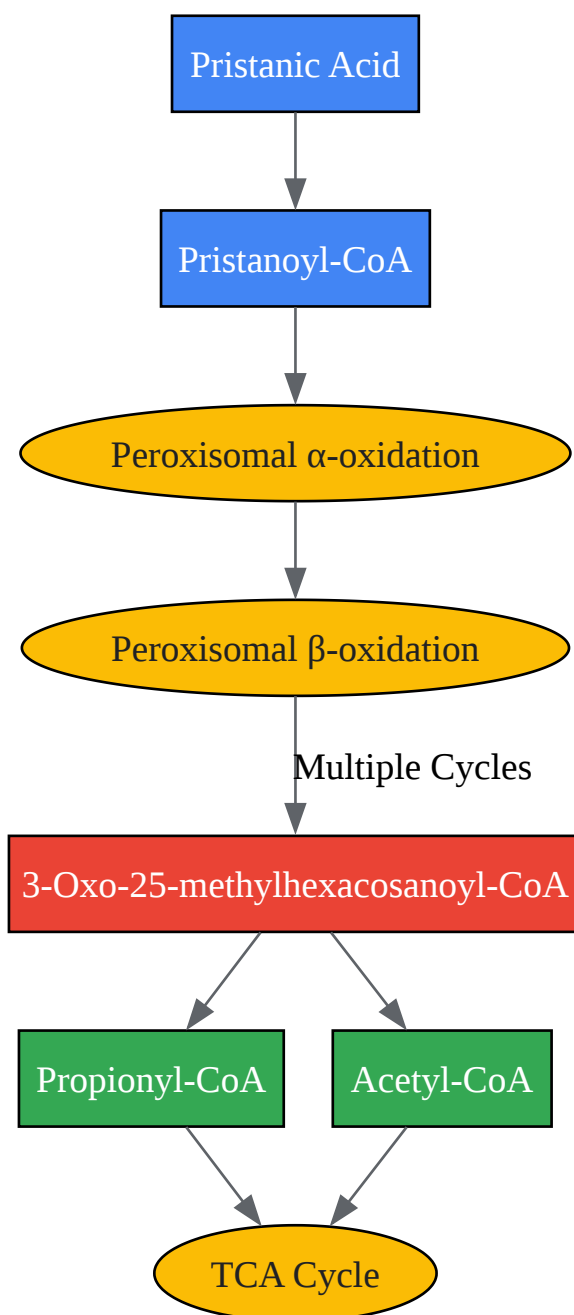 Pristanic Acid
Pristanoyl-CoA
Peroxisomal α-oxidation
Peroxisomal β-oxidation
Multiple Cycles
3-Oxo-25-methylhexacosanoyl-CoA
Propionyl-CoA
Acetyl-CoA
TCA Cycle